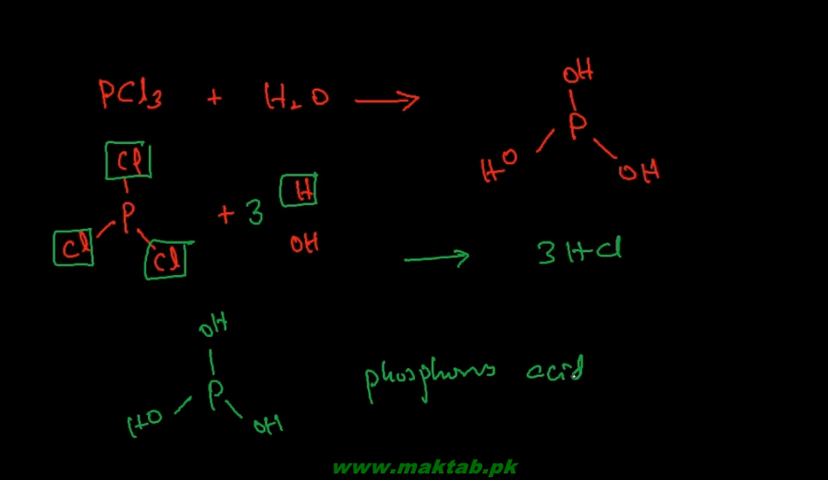 PCl3 + H2O →
OH
P
HO OH
Cl
P
Cl Cl
+ 3 H
OH
→ 3HCl
OH
P
HO OH
phosphorus acid
www.maktab.pk